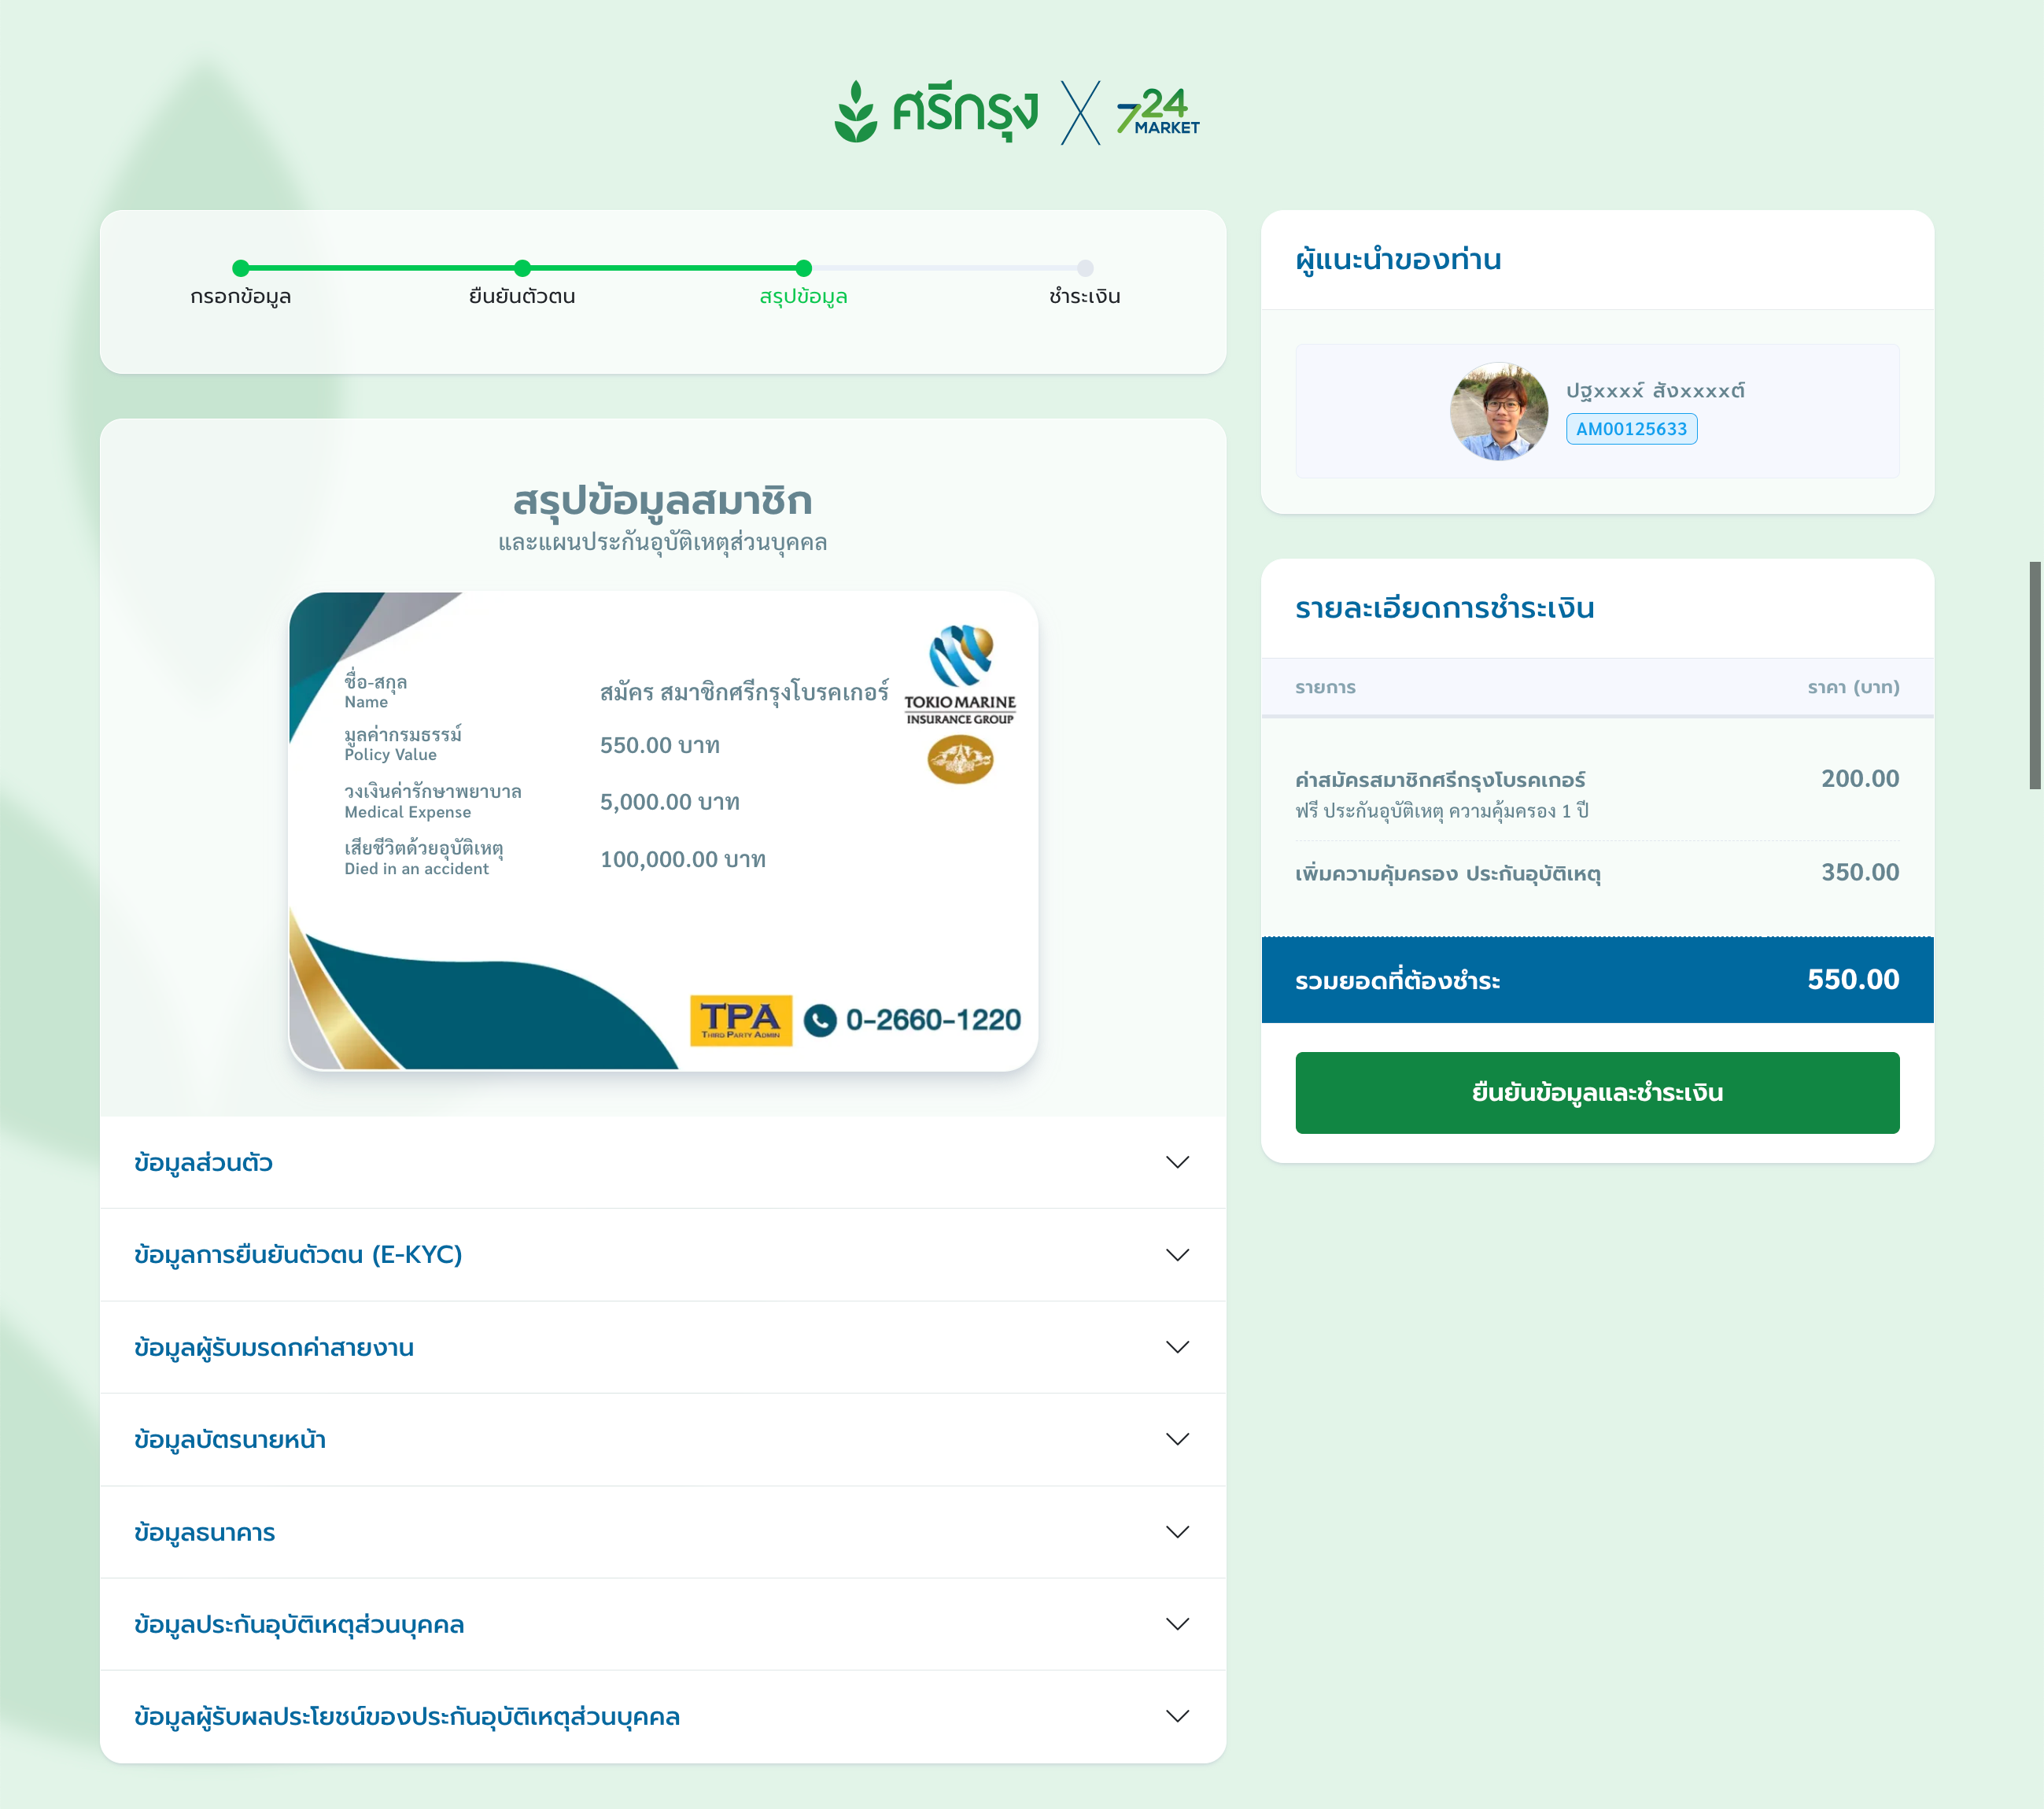 ศรีกรุง
724
MARKET
กรอกข้อมูล
ยืนยันตัวตน
สรุปข้อมูล
ชำระเงิน
สรุปข้อมูลสมาชิก
และแผนประกันอุบัติเหตุส่วนบุคคล
ชื่อ-สกุล
Name
สมัคร สมาชิกศรีกรุงโบรคเกอร์
มูลค่ากรมธรรม์
Policy Value
550.00 บาท
วงเงินค่ารักษาพยาบาล
Medical Expense
5,000.00 บาท
เสียชีวิตด้วยอุบัติเหตุ
Died in an accident
100,000.00 บาท
TOKIO MARINE
INSURANCE GROUP
TPA
THIRD PARTY ADMIN
0-2660-1220
ข้อมูลส่วนตัว
ข้อมูลการยืนยันตัวตน (E-KYC)
ข้อมูลผู้รับมรดกค่าสายงาน
ข้อมูลบัตรนายหน้า
ข้อมูลธนาคาร
ข้อมูลประกันอุบัติเหตุส่วนบุคคล
ข้อมูลผู้รับผลประโยชน์ของประกันอุบัติเหตุส่วนบุคคล
ผู้แนะนำของท่าน
ปฐxxxx์ สังxxxxต์
AM00125633
รายละเอียดการชำระเงิน
รายการ ราคา (บาท)
ค่าสมัครสมาชิกศรีกรุงโบรคเกอร์ 200.00
ฟรี ประกันอุบัติเหตุ ความคุ้มครอง 1 ปี
เพิ่มความคุ้มครอง ประกันอุบัติเหตุ 350.00
รวมยอดที่ต้องชำระ 550.00
ยืนยันข้อมูลและชำระเงิน